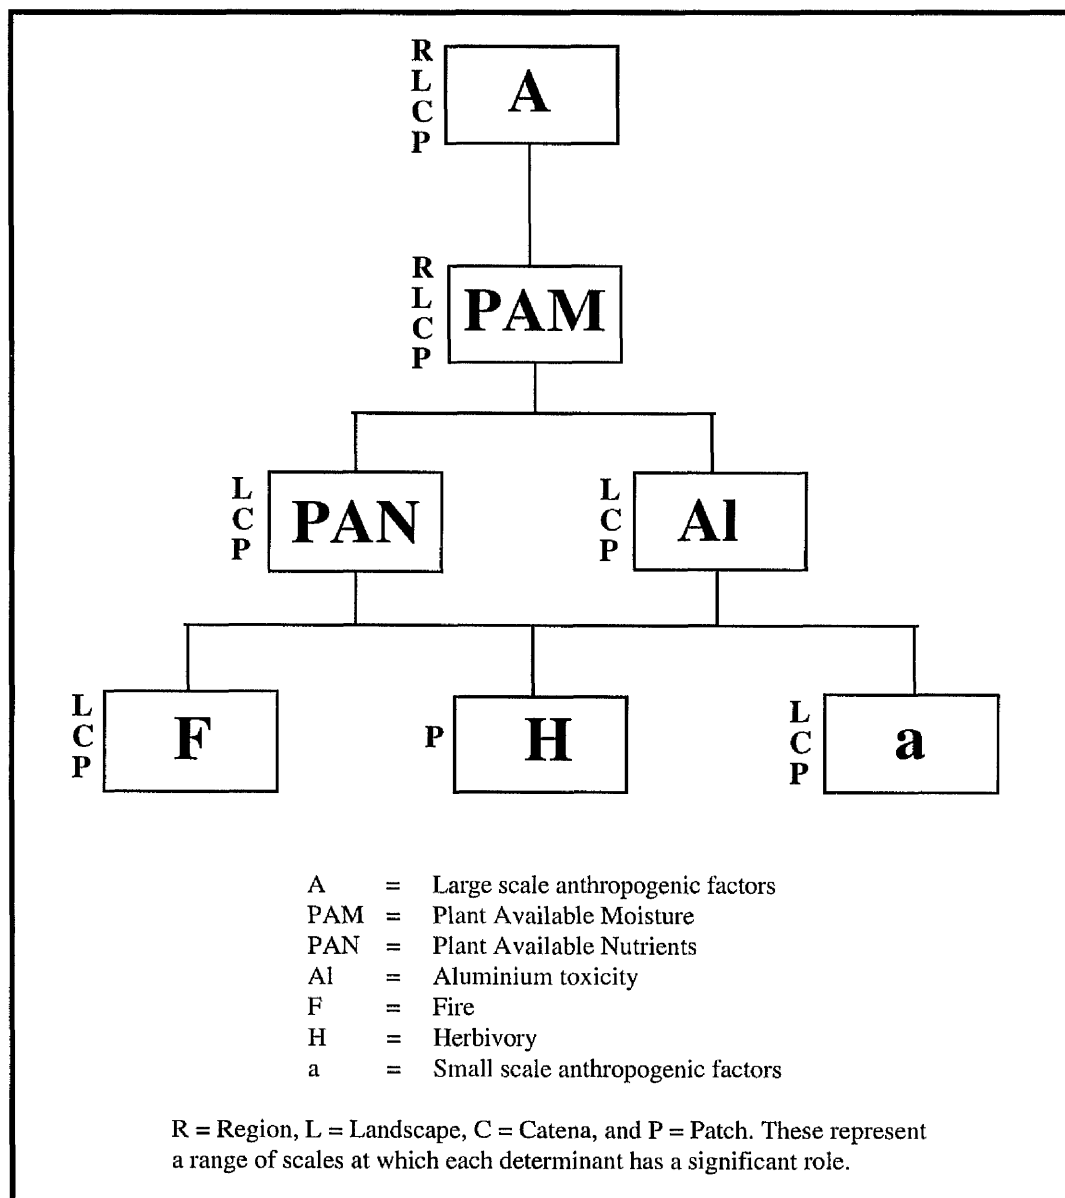 R
L
C
P
A
R
L
C
P
PAM
L
C
P
PAN
L
C
P
Al
L
C
P
F
P
H
L
C
P
a
A = Large scale anthropogenic factors
PAM = Plant Available Moisture
PAN = Plant Available Nutrients
Al = Aluminium toxicity
F = Fire
H = Herbivory
a = Small scale anthropogenic factors
R = Region, L = Landscape, C = Catena, and P = Patch. These represent
a range of scales at which each determinant has a significant role.